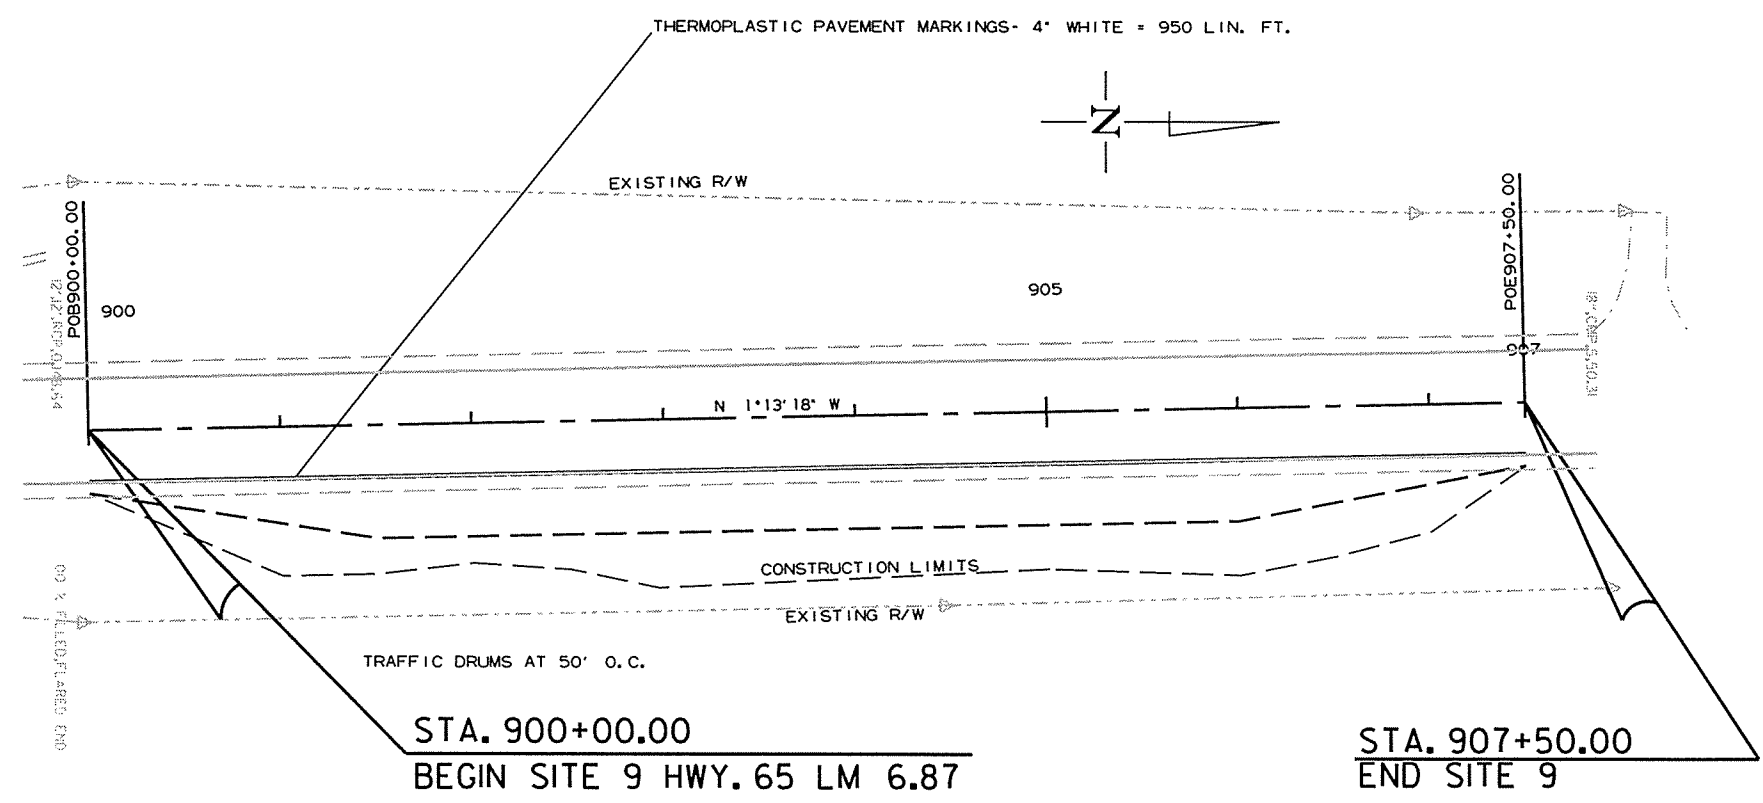 THERMOPLASTIC PAVEMENT MARKINGS- 4" WHITE = 950 LIN. FT.
N
EXISTING R/W
POB900+00.00
POE907+50.00
900
905
907
N 1°13'18" W
CONSTRUCTION LIMITS
EXISTING R/W
TRAFFIC DRUMS AT 50' O.C.
STA. 900+00.00
BEGIN SITE 9 HWY. 65 LM 6.87
STA. 907+50.00
END SITE 9